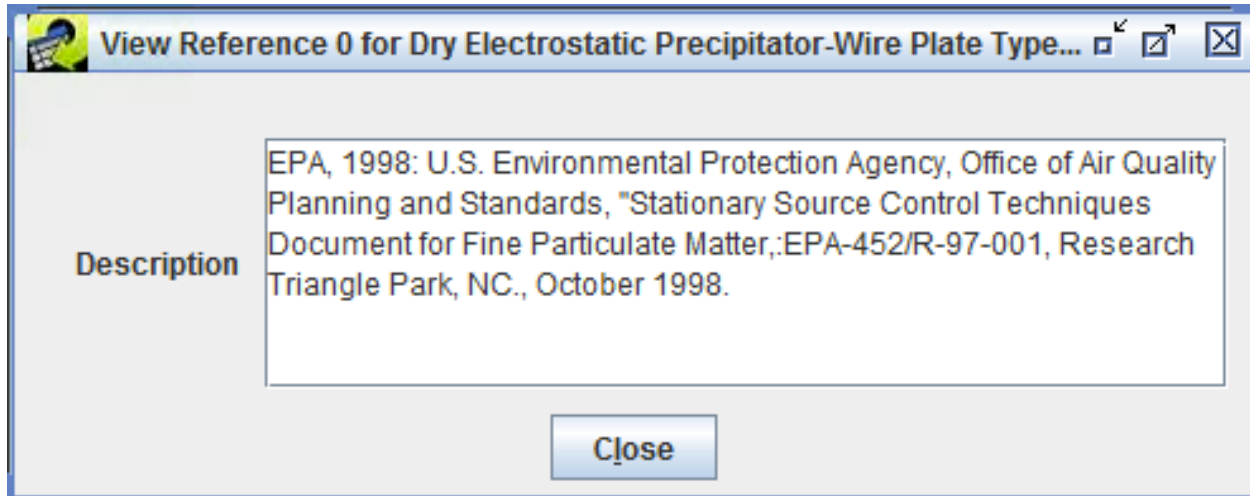 View Reference 0 for Dry Electrostatic Precipitator-Wire Plate Type...
EPA, 1998: U.S. Environmental Protection Agency, Office of Air Quality
Planning and Standards, "Stationary Source Control Techniques
Document for Fine Particulate Matter,:EPA-452/R-97-001, Research
Triangle Park, NC., October 1998.
Description
Close